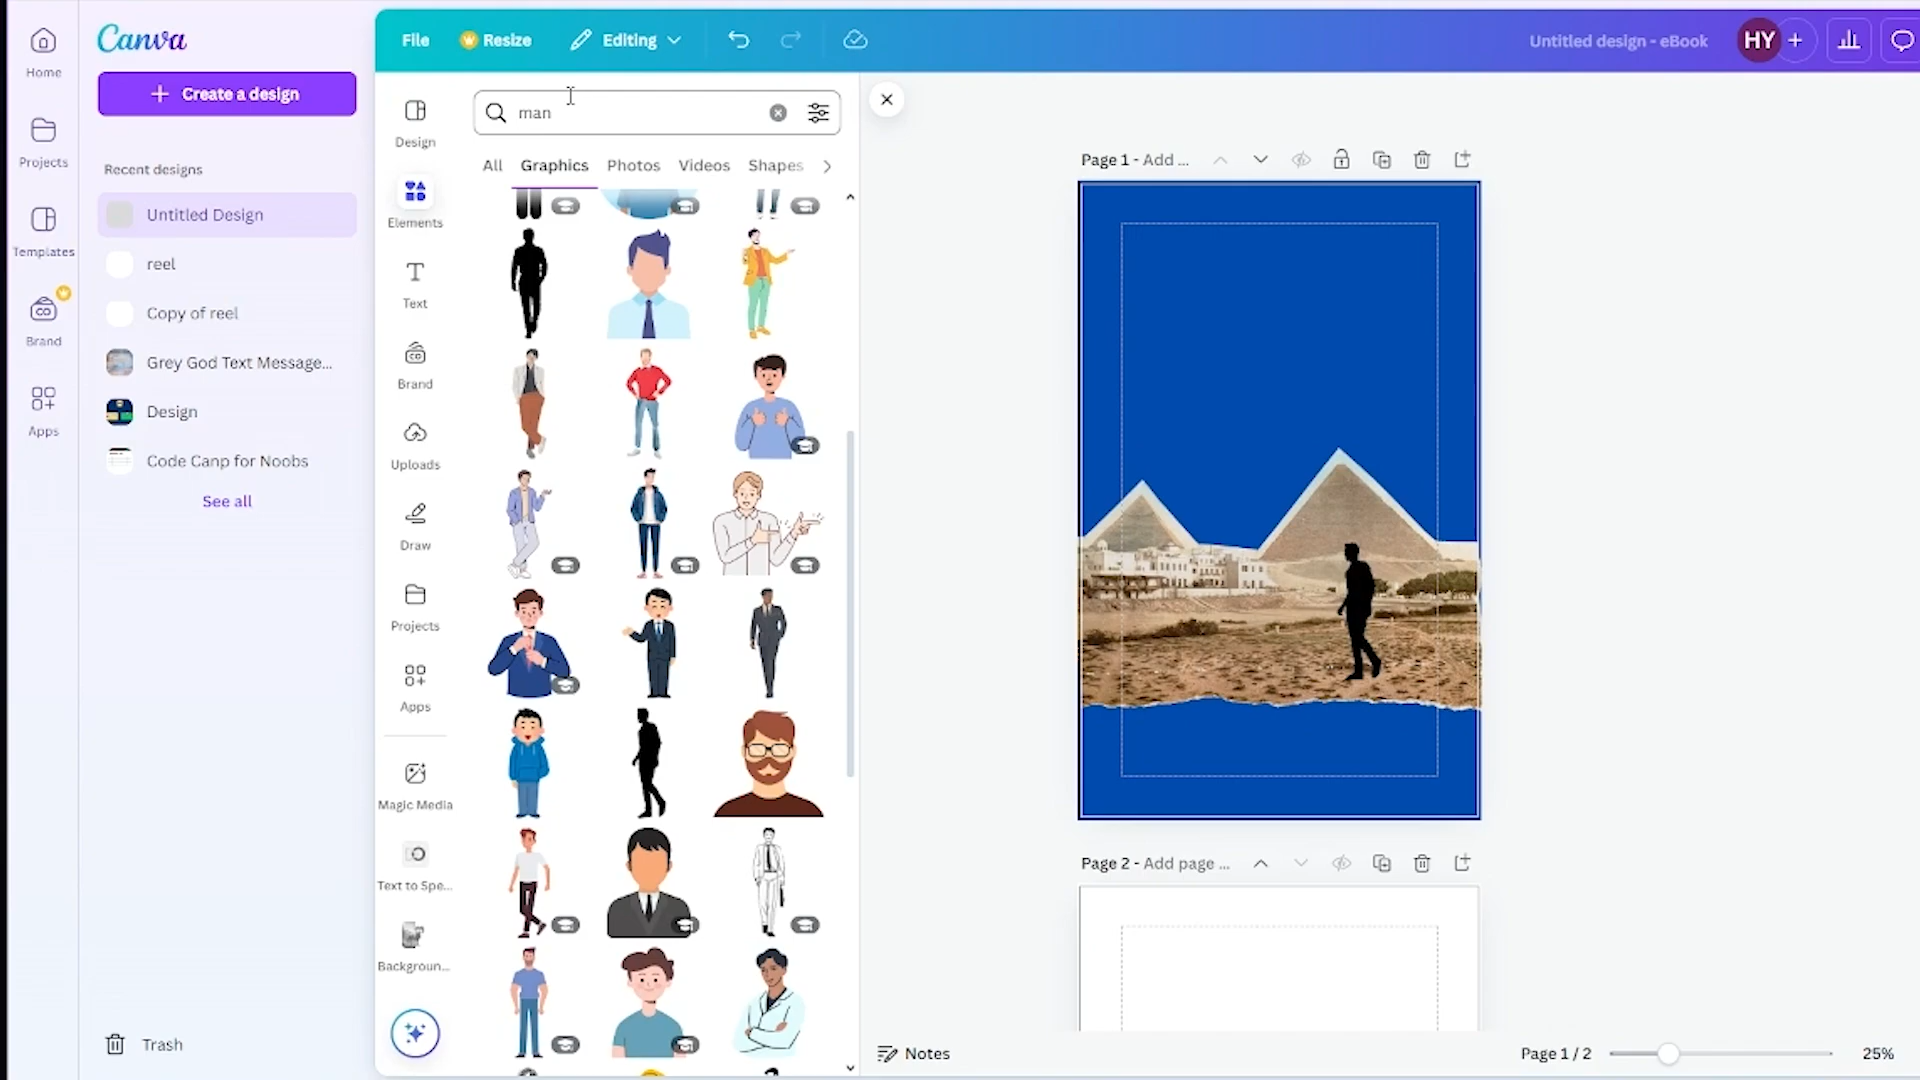 Canva
Create a design
Recent designs
Untitled Design
reel
Copy of reel
Grey God Text Message...
Design
Code Canp for Noobs
See all
Trash
Home
Projects
Templates
Brand
Apps
File
Resize
Editing
Untitled design - eBook
HY
Design
Elements
Text
Brand
Uploads
Draw
Projects
Apps
Magic Media
Text to Spe...
Backgroun...
man
All
Graphics
Photos
Videos
Shapes
Page 1 - Add ...
Page 2 - Add page ...
Notes
Page 1 / 2
25%